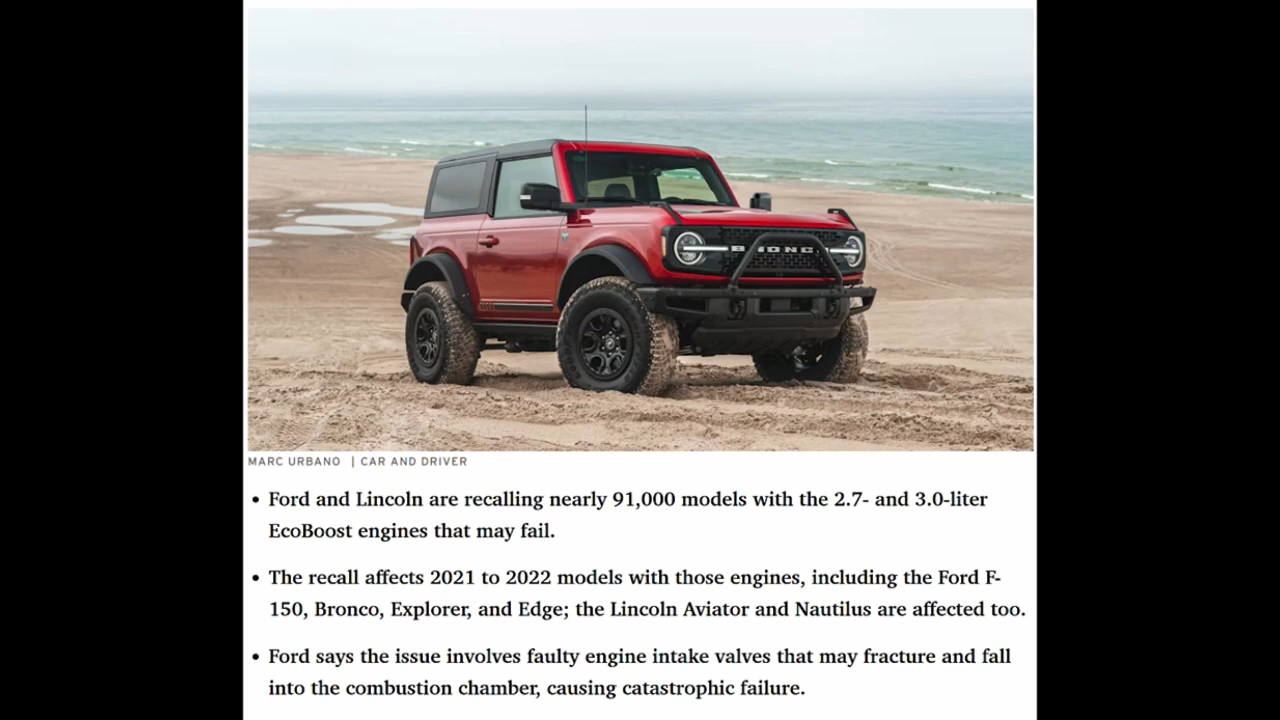 BRONCO
MARC URBANO | CAR AND DRIVER
• Ford and Lincoln are recalling nearly 91,000 models with the 2.7- and 3.0-liter
EcoBoost engines that may fail.
• The recall affects 2021 to 2022 models with those engines, including the Ford F-
150, Bronco, Explorer, and Edge; the Lincoln Aviator and Nautilus are affected too.
• Ford says the issue involves faulty engine intake valves that may fracture and fall
into the combustion chamber, causing catastrophic failure.